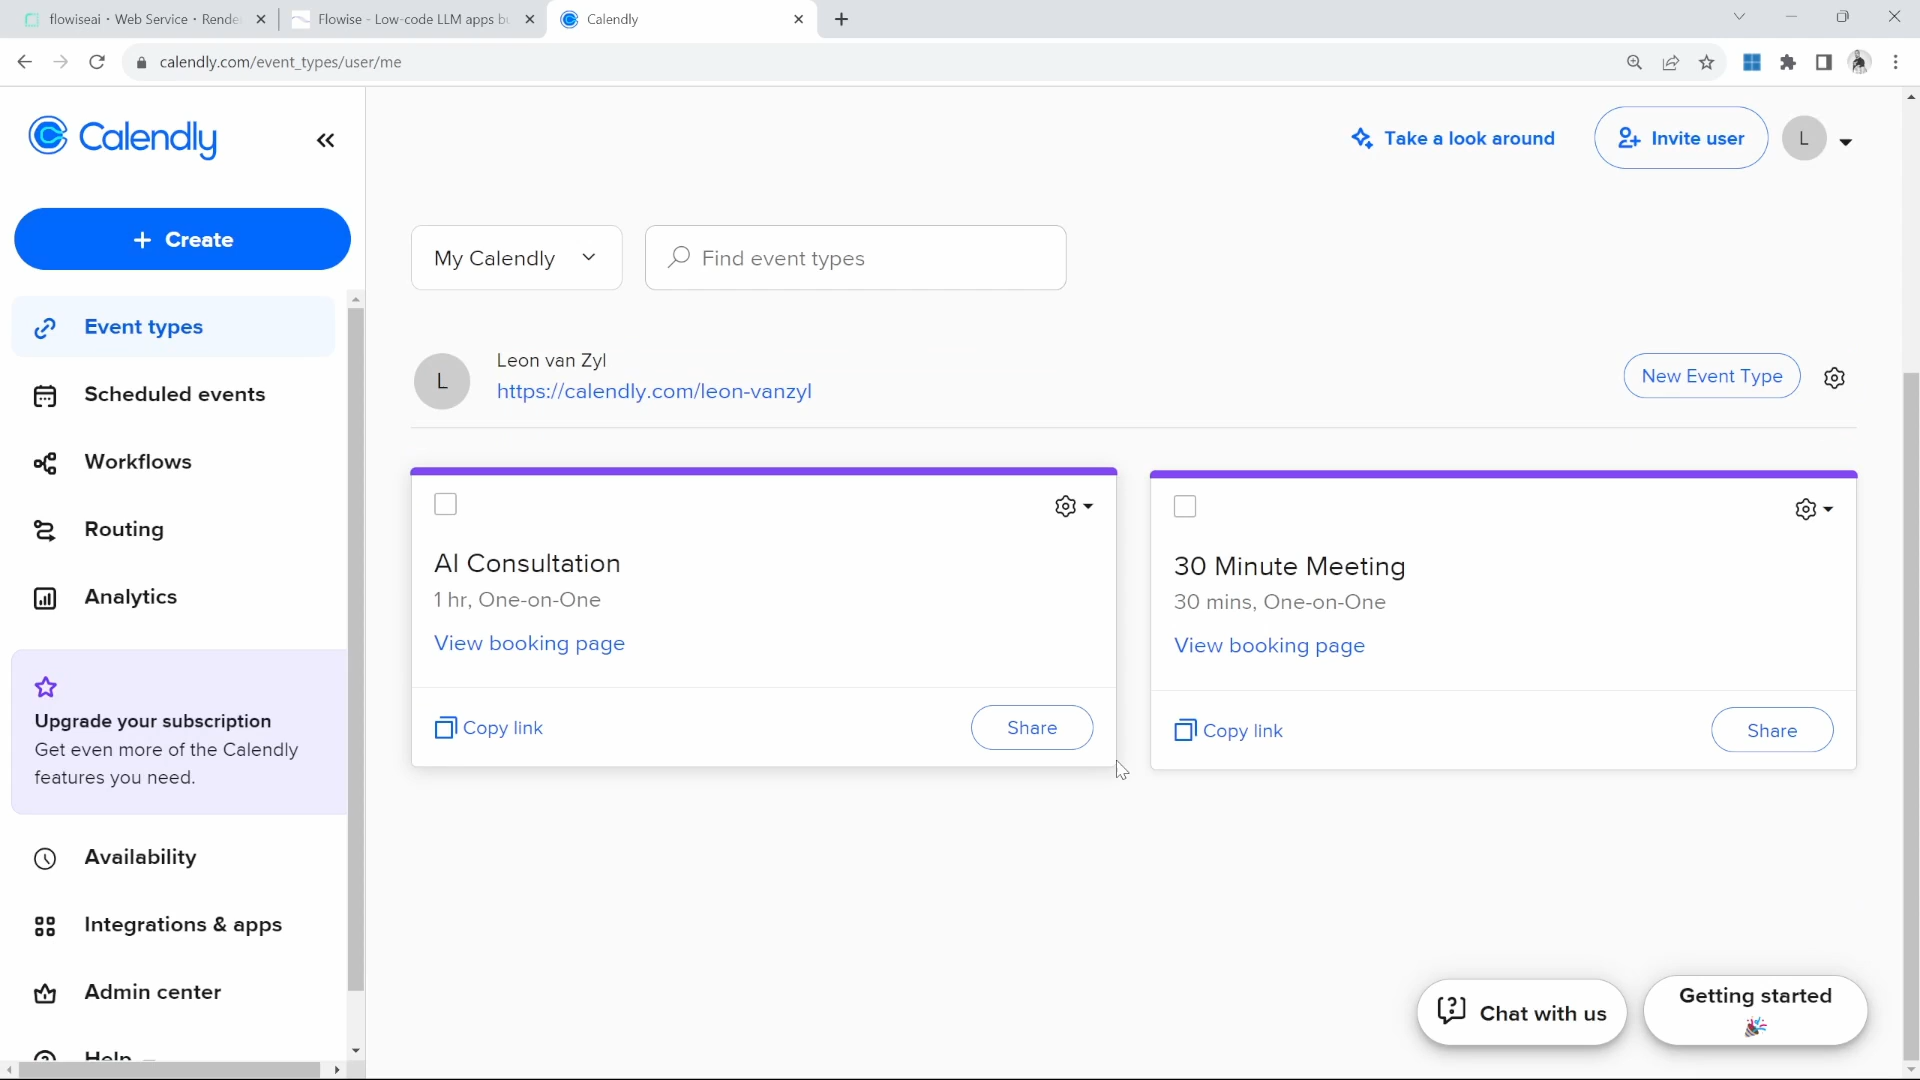 flowiseai · Web Service · Rende
Flowise - Low-code LLM apps bu
Calendly
calendly.com/event_types/user/me
Calendly
Take a look around
Invite user
L
+ Create
My Calendly
Find event types
Event types
Scheduled events
Workflows
Routing
Analytics
Upgrade your subscription
Get even more of the Calendly
features you need.
Availability
Integrations & apps
Admin center
Help
L
Leon van Zyl
https://calendly.com/leon-vanzyl
New Event Type
AI Consultation
1 hr, One-on-One
View booking page
Copy link
Share
30 Minute Meeting
30 mins, One-on-One
View booking page
Copy link
Share
Chat with us
Getting started